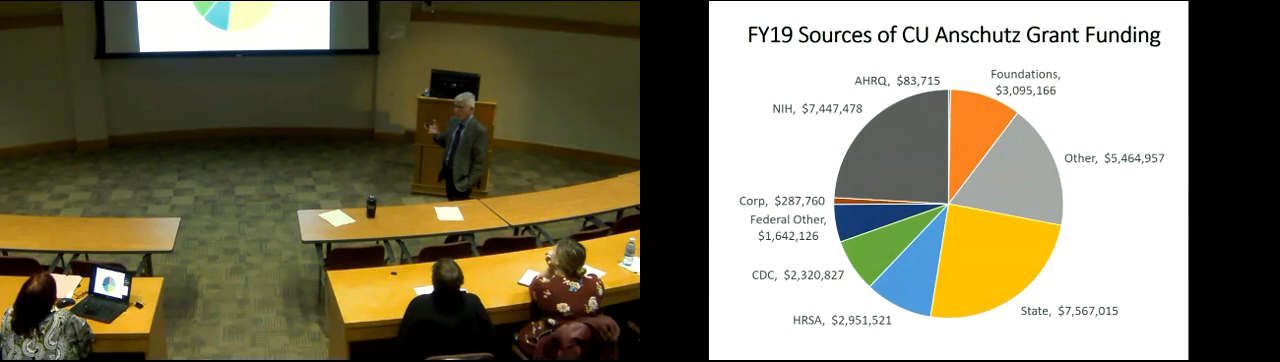 FY19 Sources of CU Anschutz Grant Funding
AHRQ, $83,715
Foundations,
$3,095,166
NIH, $7,447,478
Other, $5,464,957
Corp, $287,760
Federal Other,
$1,642,126
CDC, $2,320,827
HRSA, $2,951,521
State, $7,567,015